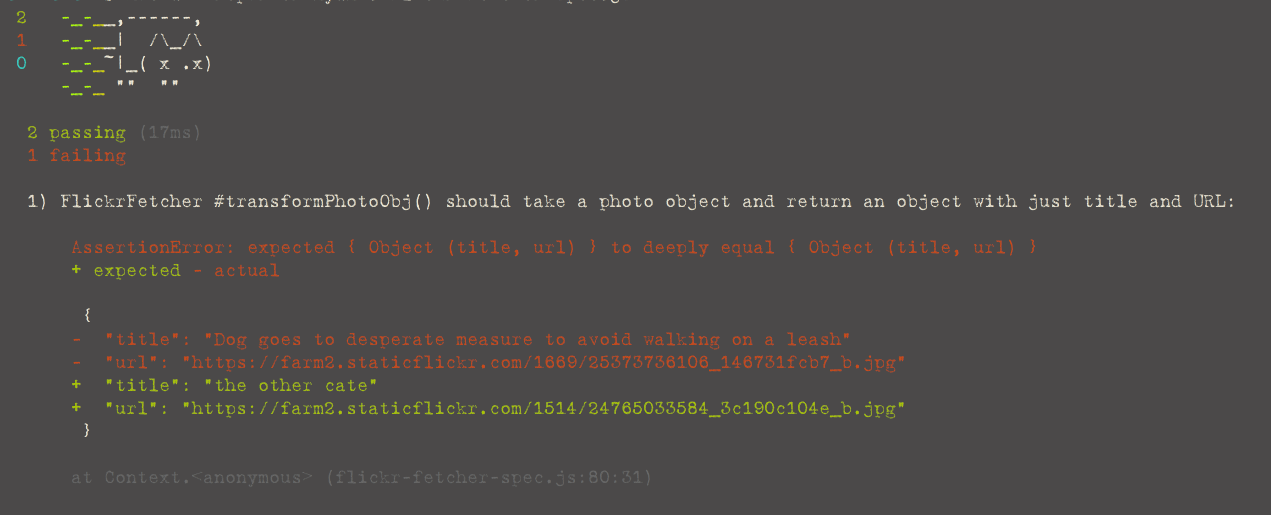 2   -_-__,------,
1   -_-__|  /\_/\
0   -_-_~|_( x .x)
    -_-_ ""  ""
2 passing (17ms)
1 failing
1) FlickrFetcher #transformPhotoObj() should take a photo object and return an object with just title and URL:
AssertionError: expected { Object (title, url) } to deeply equal { Object (title, url) }
+ expected - actual
{
-  "title": "Dog goes to desperate measure to avoid walking on a leash"
-  "url": "https://farm2.staticflickr.com/1669/25373736106_146731fcb7_b.jpg"
+  "title": "the other cate"
+  "url": "https://farm2.staticflickr.com/1514/24765033584_3c190c104e_b.jpg"
}
at Context.<anonymous> (flickr-fetcher-spec.js:80:31)